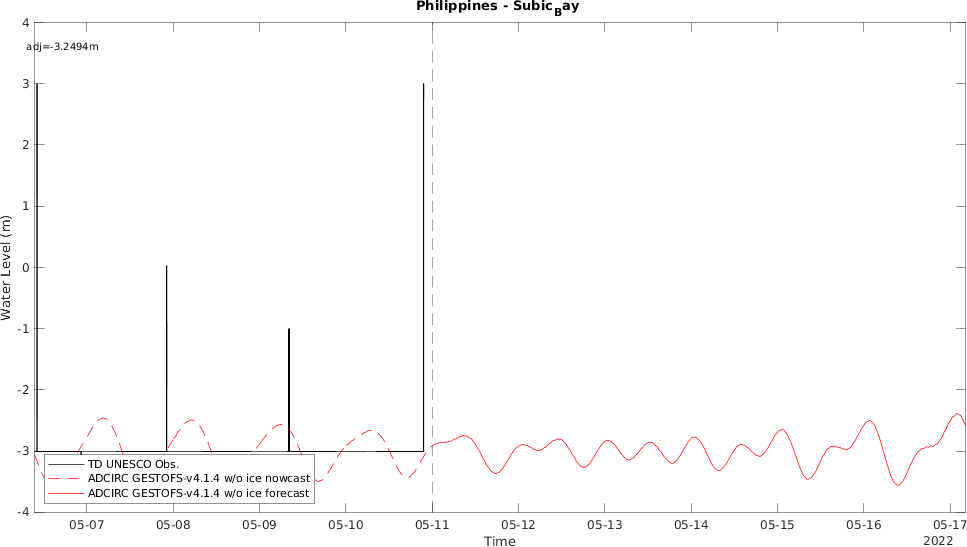 Philippines - Subic_Bay
4
adj=-3.2494m
3
2
1
0
-1
-2
-3
-4
Water Level (m)
TD UNESCO Obs.
ADCIRC GESTOFS-v4.1.4 w/o ice nowcast
ADCIRC GESTOFS-v4.1.4 w/o ice forecast
05-07 05-08 05-09 05-10 05-11 05-12 05-13 05-14 05-15 05-16 05-17
Time
2022